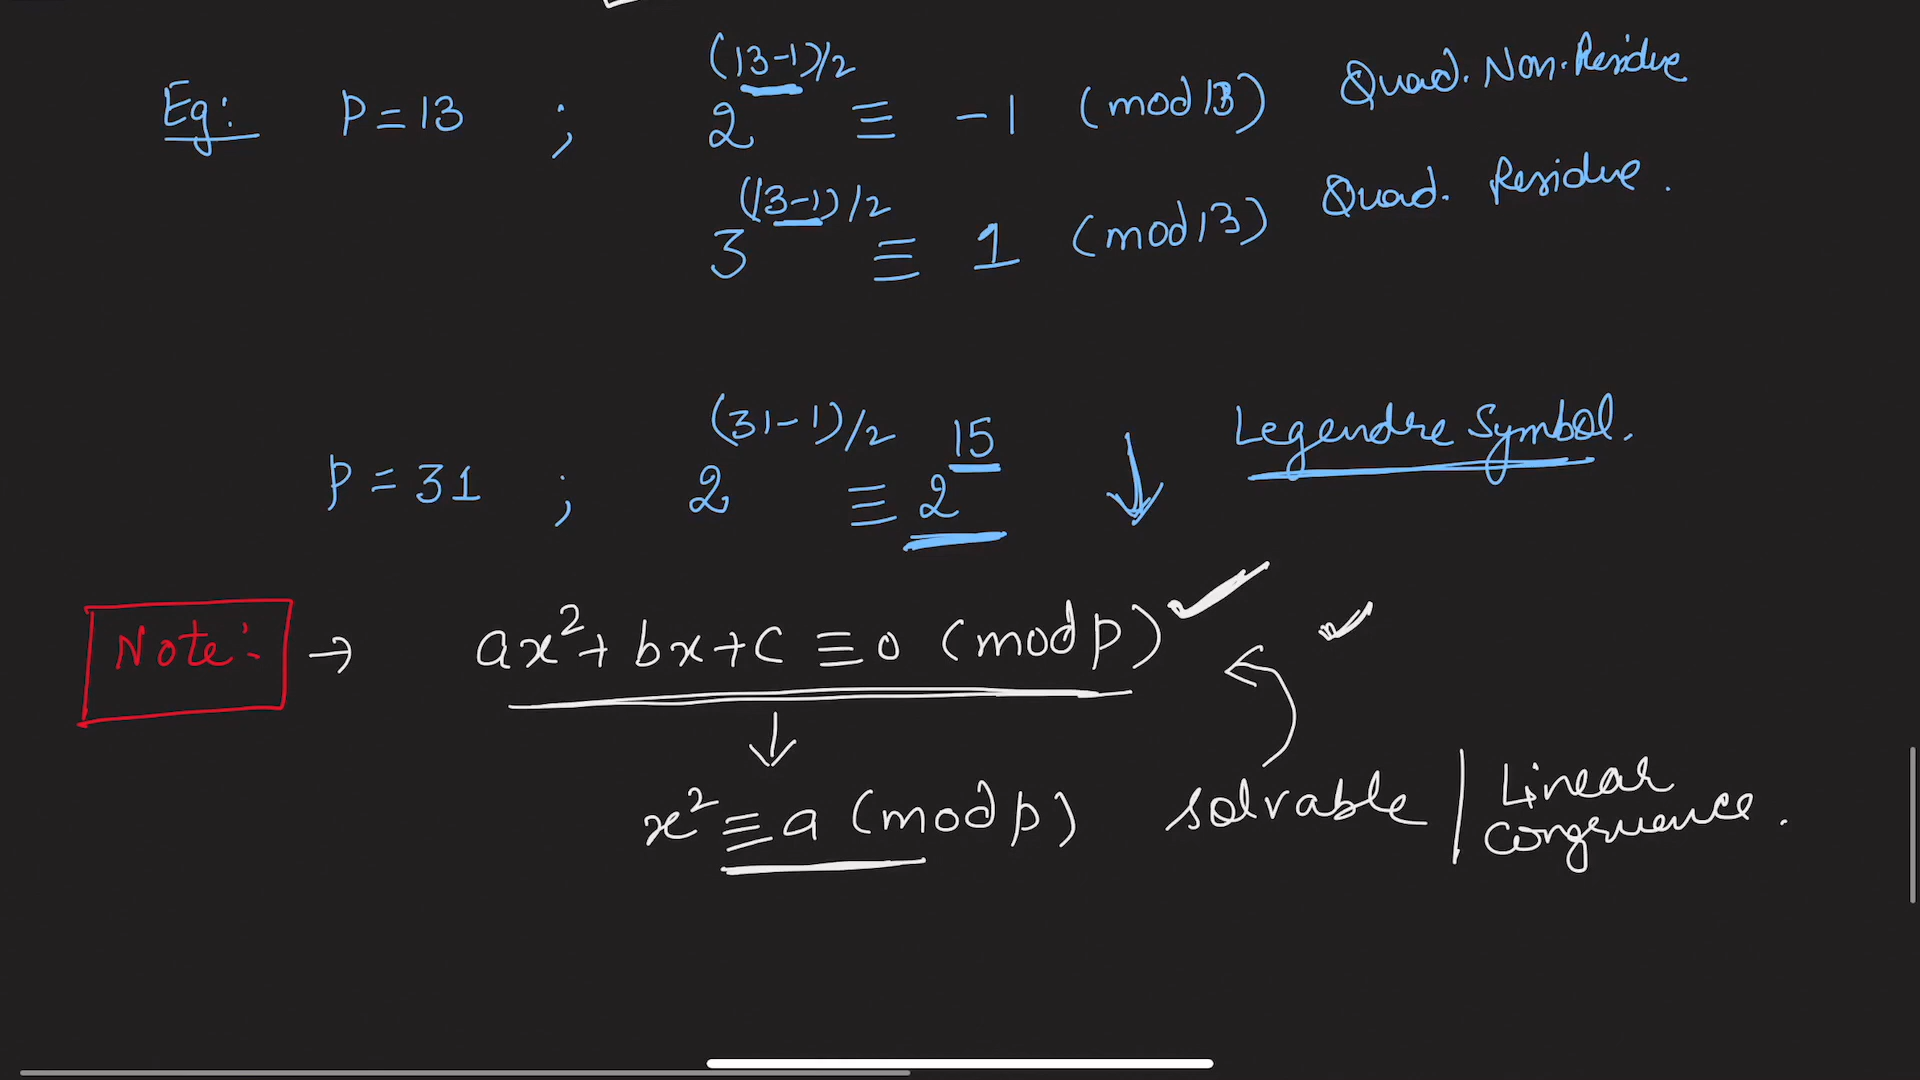 Eg: P = 13 ; 2^(13-1)/2 ≡ -1 (mod 13) Quad. Non-Residue
3^(13-1)/2 ≡ 1 (mod 13) Quad. Residue.
P = 31 ; 2^(31-1)/2 ≡ 2^15 ↓ Legendre Symbol.
Note:- → ax²+ bx+C ≡ 0 (mod p) ✓ ✓
↓
x² ≡ a (mod p) solvable | Linear
congruence.